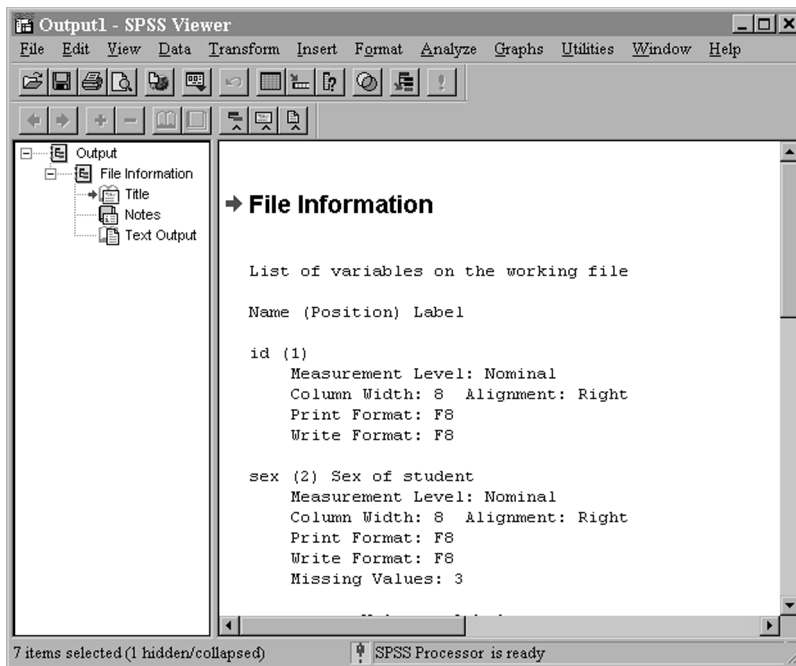 Output1 - SPSS Viewer
File Edit View Data Transform Insert Format Analyze Graphs Utilities Window Help
Output
File Information
Title
Notes
Text Output
File Information
List of variables on the working file
Name (Position) Label
id (1)
Measurement Level: Nominal
Column Width: 8 Alignment: Right
Print Format: F8
Write Format: F8
sex (2) Sex of student
Measurement Level: Nominal
Column Width: 8 Alignment: Right
Print Format: F8
Write Format: F8
Missing Values: 3
7 items selected (1 hidden/collapsed)
SPSS Processor is ready